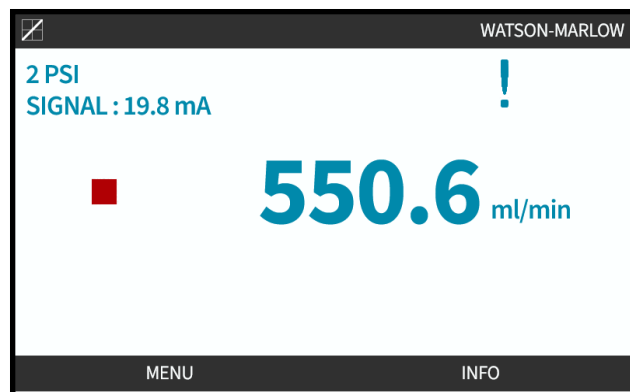 WATSON-MARLOW
2 PSI
SIGNAL : 19.8 mA
!
550.6 ml/min
MENU INFO